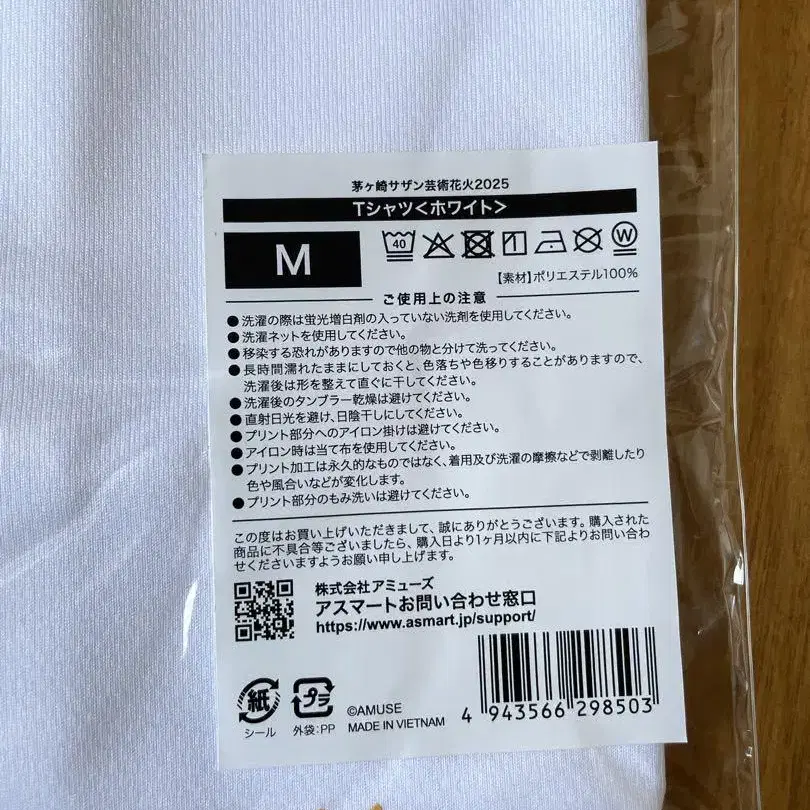 茅ヶ崎サザン芸術花火2025
Tシャツ<ホワイト>
M
40
W
【素材】ポリエステル100%
ご使用上の注意
●洗濯の際は蛍光増白剤の入っていない洗剤を使用してください。
●洗濯ネットを使用してください。
●移染する恐れがありますので他の物と分けて洗ってください。
●長時間濡れたままにしておくと、色落ちや色移りすることがありますので、
洗濯後は形を整えて直ぐに干してください。
●洗濯後のタンブラー乾燥は避けてください。
●直射日光を避け、日陰干しにしてください。
●プリント部分へのアイロン掛けは避けてください。
●アイロン時は当て布を使用してください。
●プリント加工は永久的なものではなく、着用及び洗濯の摩擦などで剥離したり
色や風合いなどが変化します。
●プリント部分のもみ洗いは避けてください。
この度はお買い上げいただきまして、誠にありがとうございます。購入された
商品に不具合等ございましたら、購入日より1ヶ月以内に下記よりお問い合わ
せくださいますようお願い申し上げます。
株式会社アミューズ
アスマートお問い合わせ窓口
https://www.asmart.jp/support/
紙
シール
プラ
外袋:PP
©AMUSE
MADE IN VIETNAM
4 943566 298503